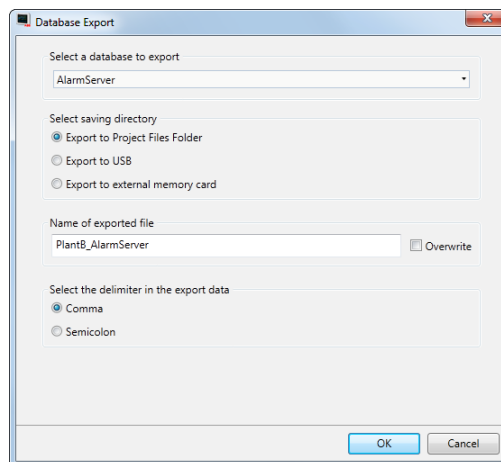 Database Export
Select a database to export
AlarmServer
Select saving directory
Export to Project Files Folder
Export to USB
Export to external memory card
Name of exported file
PlantB_AlarmServer
Overwrite
Select the delimiter in the export data
Comma
Semicolon
OK
Cancel